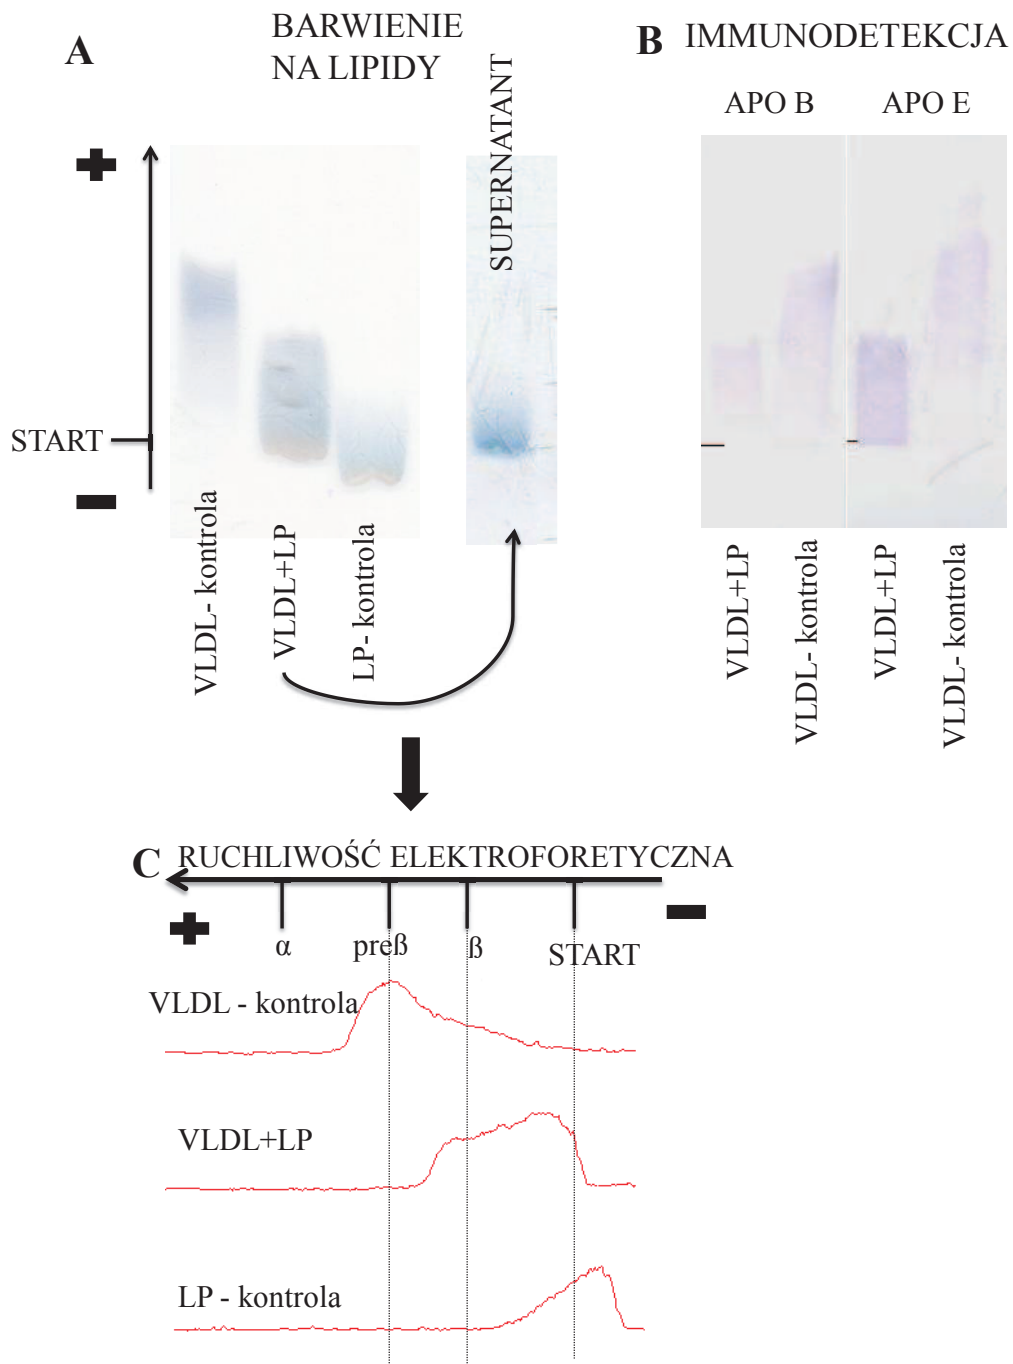 A
BARWIENIE
NA LIPIDY
SUPERNATANT
START
VLDL- kontrola
VLDL+LP
LP- kontrola
B IMMUNODETEKCJA
APO B
APO E
VLDL+LP
VLDL- kontrola
VLDL+LP
VLDL- kontrola
C RUCHLIWOŚĆ ELEKTROFORETYCZNA
α
preß
ß
START
VLDL - kontrola
VLDL+LP
LP - kontrola